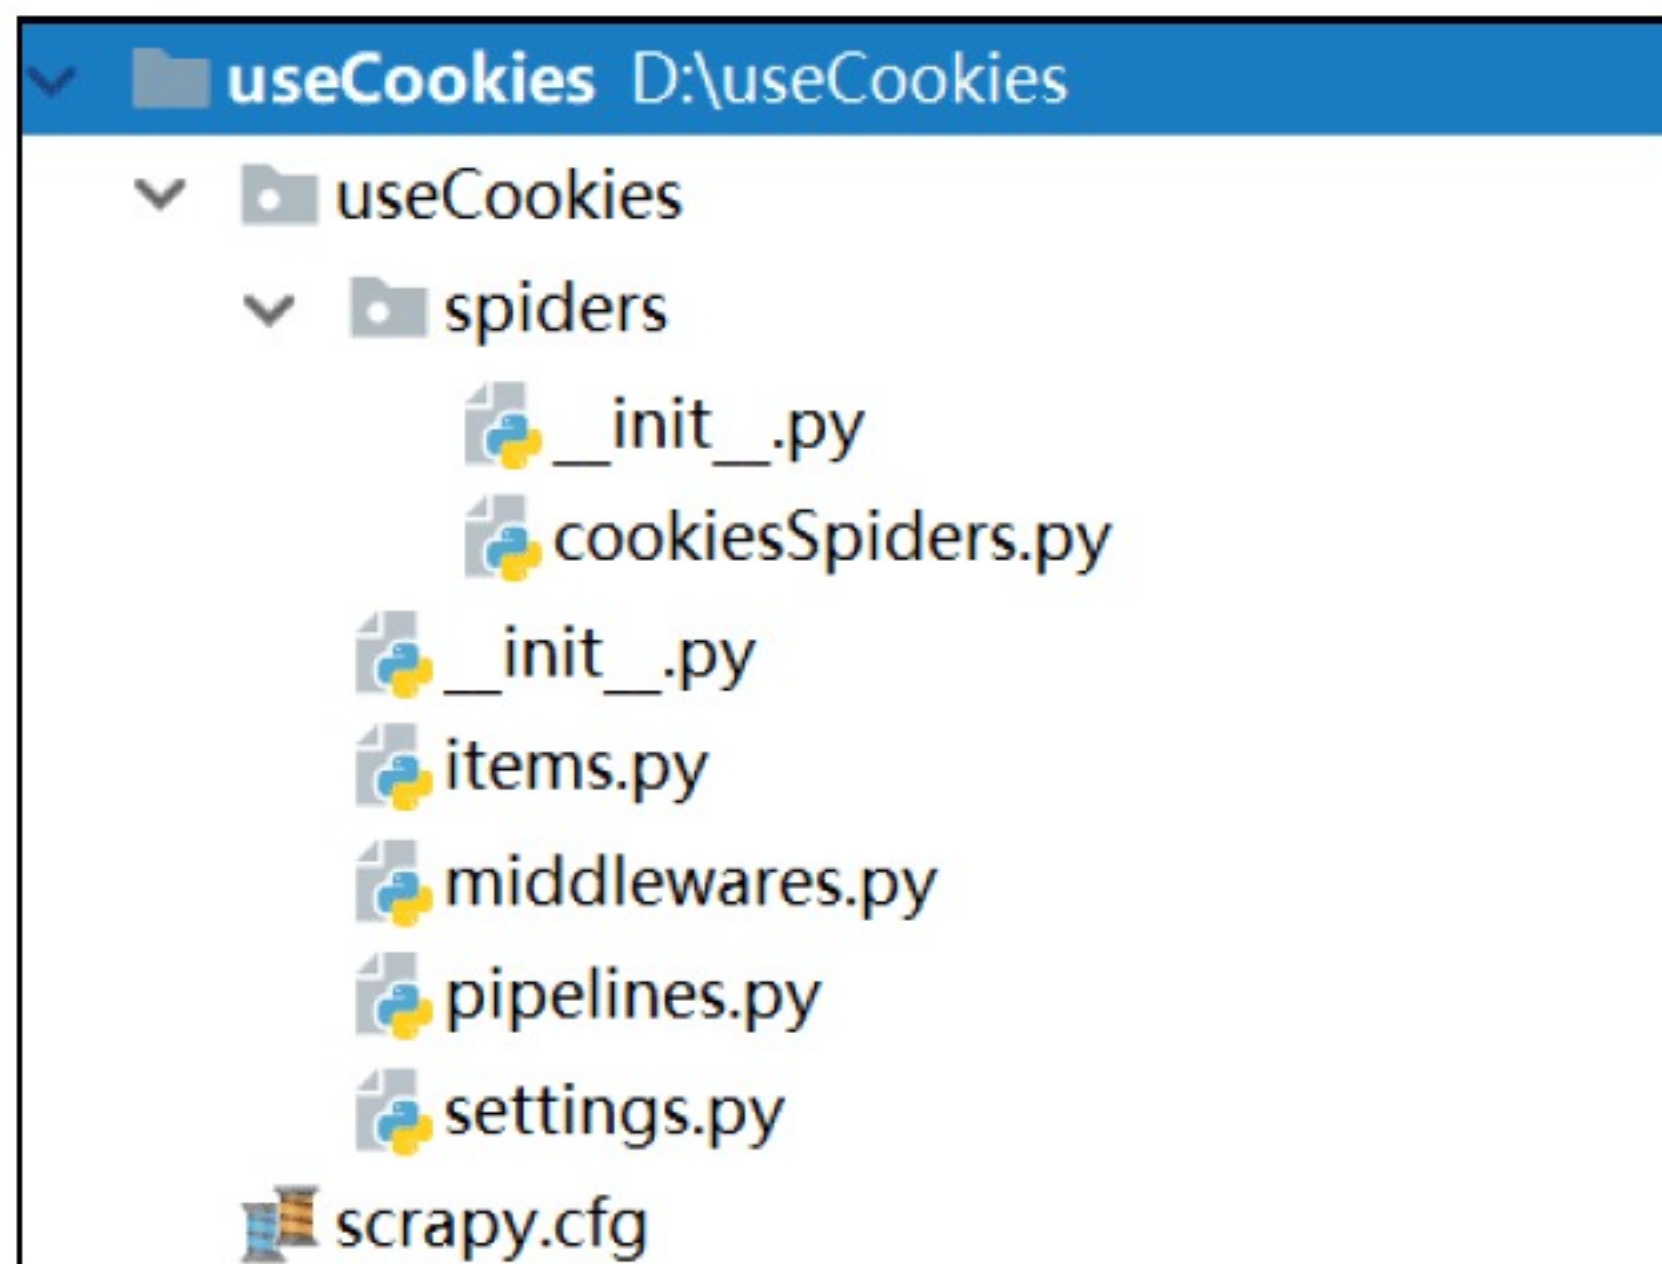 useCookies D:\useCookies
useCookies
spiders
__init__.py
cookiesSpiders.py
__init__.py
items.py
middlewares.py
pipelines.py
settings.py
scrapy.cfg